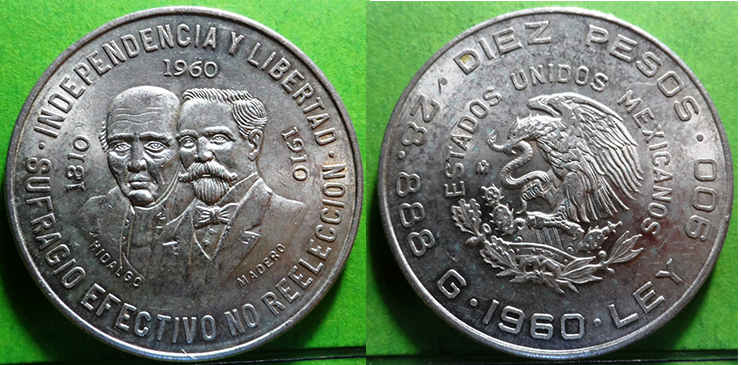 · INDEPENDENCIA Y LIBERTAD ·
1960
1810
1910
HIDALGO
MADERO
SUFRAGIO EFECTIVO NO REELECCION
· DIEZ PESOS ·
ESTADOS UNIDOS MEXICANOS
Mo
28.888 G · 1960 · LEY 900